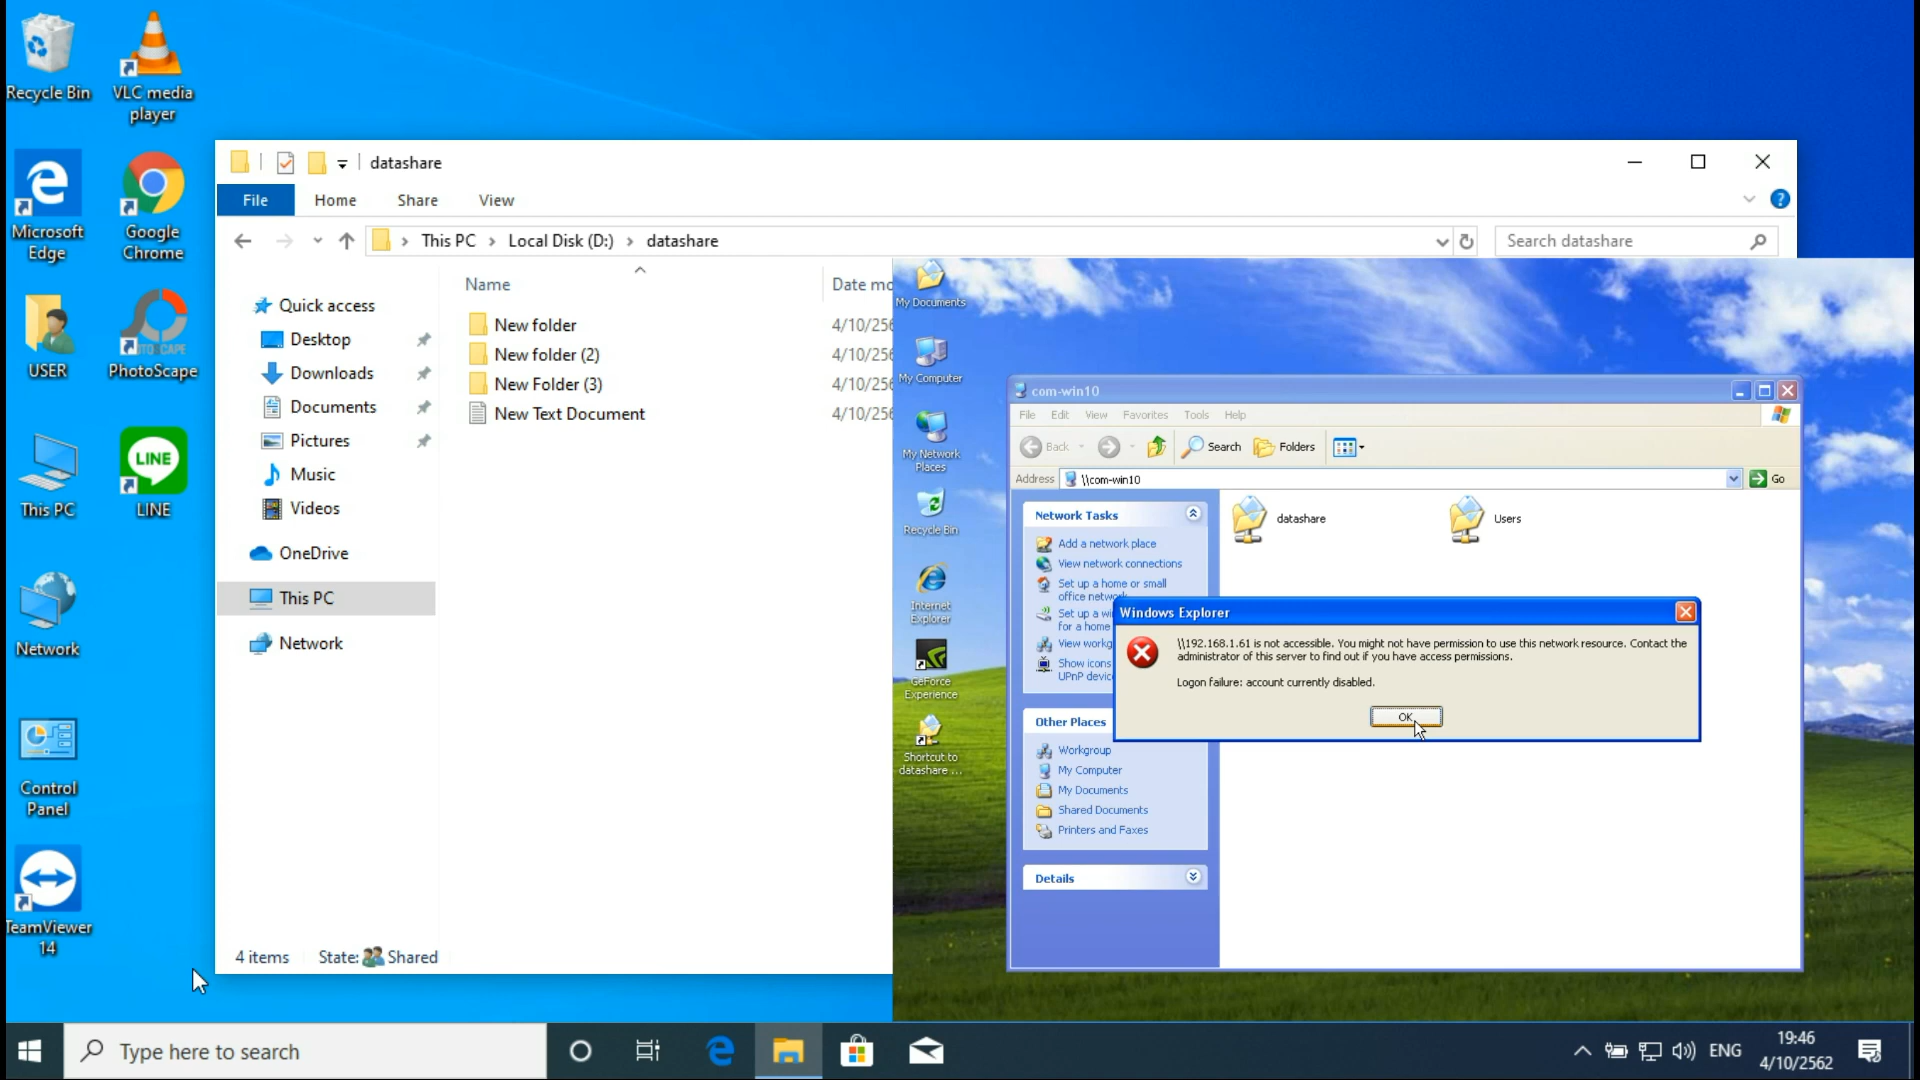 Recycle Bin
VLC media
player
Microsoft
Edge
Google
Chrome
USER
PhotoScape
This PC
LINE
LINE
Network
Control
Panel
TeamViewer
14
datashare
File
Home
Share
View
This PC
Local Disk (D:)
datashare
Search datashare
Name
Date mo
Quick access
Desktop
Downloads
Documents
Pictures
Music
Videos
OneDrive
This PC
Network
New folder
4/10/256
New folder (2)
4/10/256
New Folder (3)
4/10/256
New Text Document
4/10/256
4 items
State:
Shared
My Documents
My Computer
My Network
Places
Recycle Bin
Internet
Explorer
GeForce
Experience
Shortcut to
datashare ...
com-win10
File
Edit
View
Favorites
Tools
Help
Back
Search
Folders
Address
\\com-win10
Go
Network Tasks
Add a network place
View network connections
Set up a home or small
office network
Set up a wi
for a home
View workg
Show icons
UPnP device
Other Places
Workgroup
My Computer
My Documents
Shared Documents
Printers and Faxes
Details
datashare
Users
Windows Explorer
\\192.168.1.61 is not accessible. You might not have permission to use this network resource. Contact the
administrator of this server to find out if you have access permissions.
Logon failure: account currently disabled.
OK
Type here to search
ENG
19:46
4/10/2562